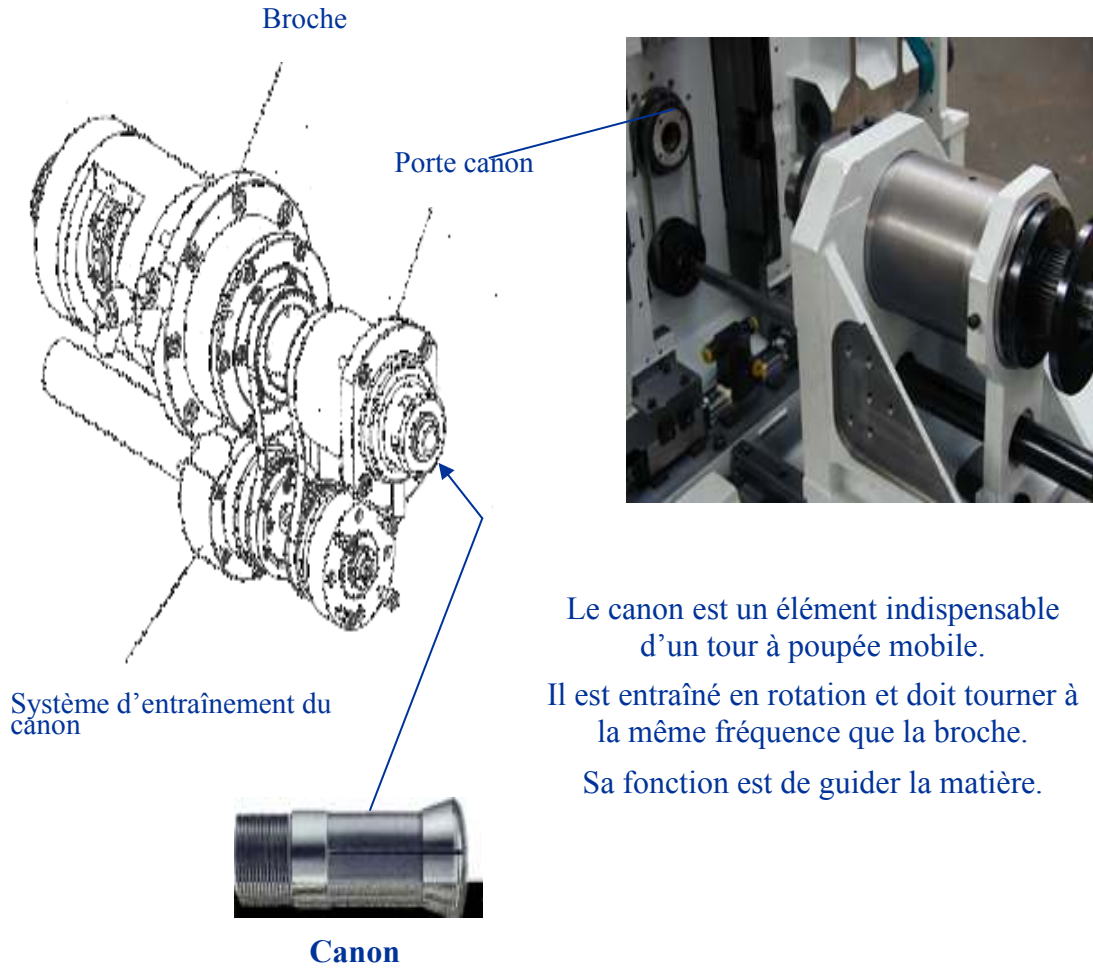 Broche
Porte canon
Le canon est un élément indispensable
d’un tour à poupée mobile.
Il est entraîné en rotation et doit tourner à
la même fréquence que la broche.
Sa fonction est de guider la matière.
Système d’entraînement du
canon
Canon